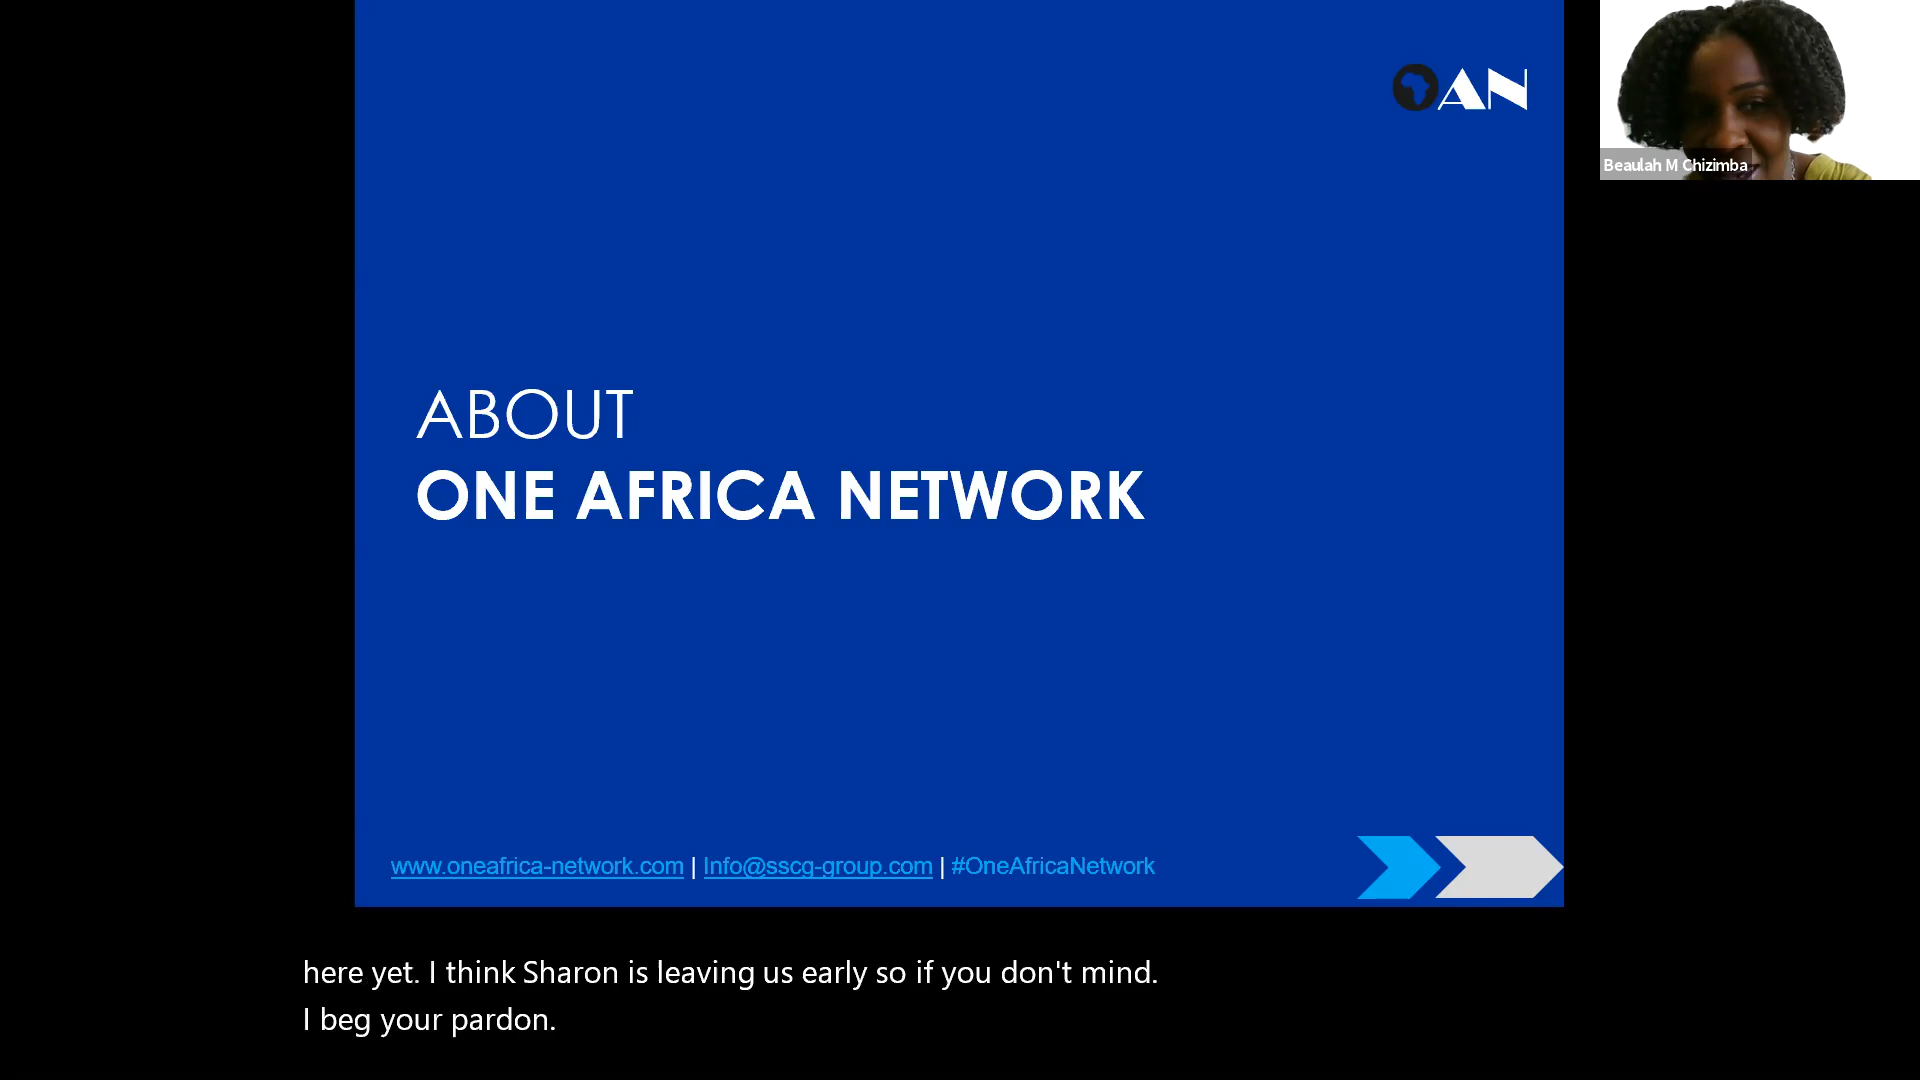 OAN
Beaulah M Chizimba
ABOUT
ONE AFRICA NETWORK
www.oneafrica-network.com | Info@sscg-group.com | #OneAfricaNetwork
here yet. I think Sharon is leaving us early so if you don't mind.
I beg your pardon.